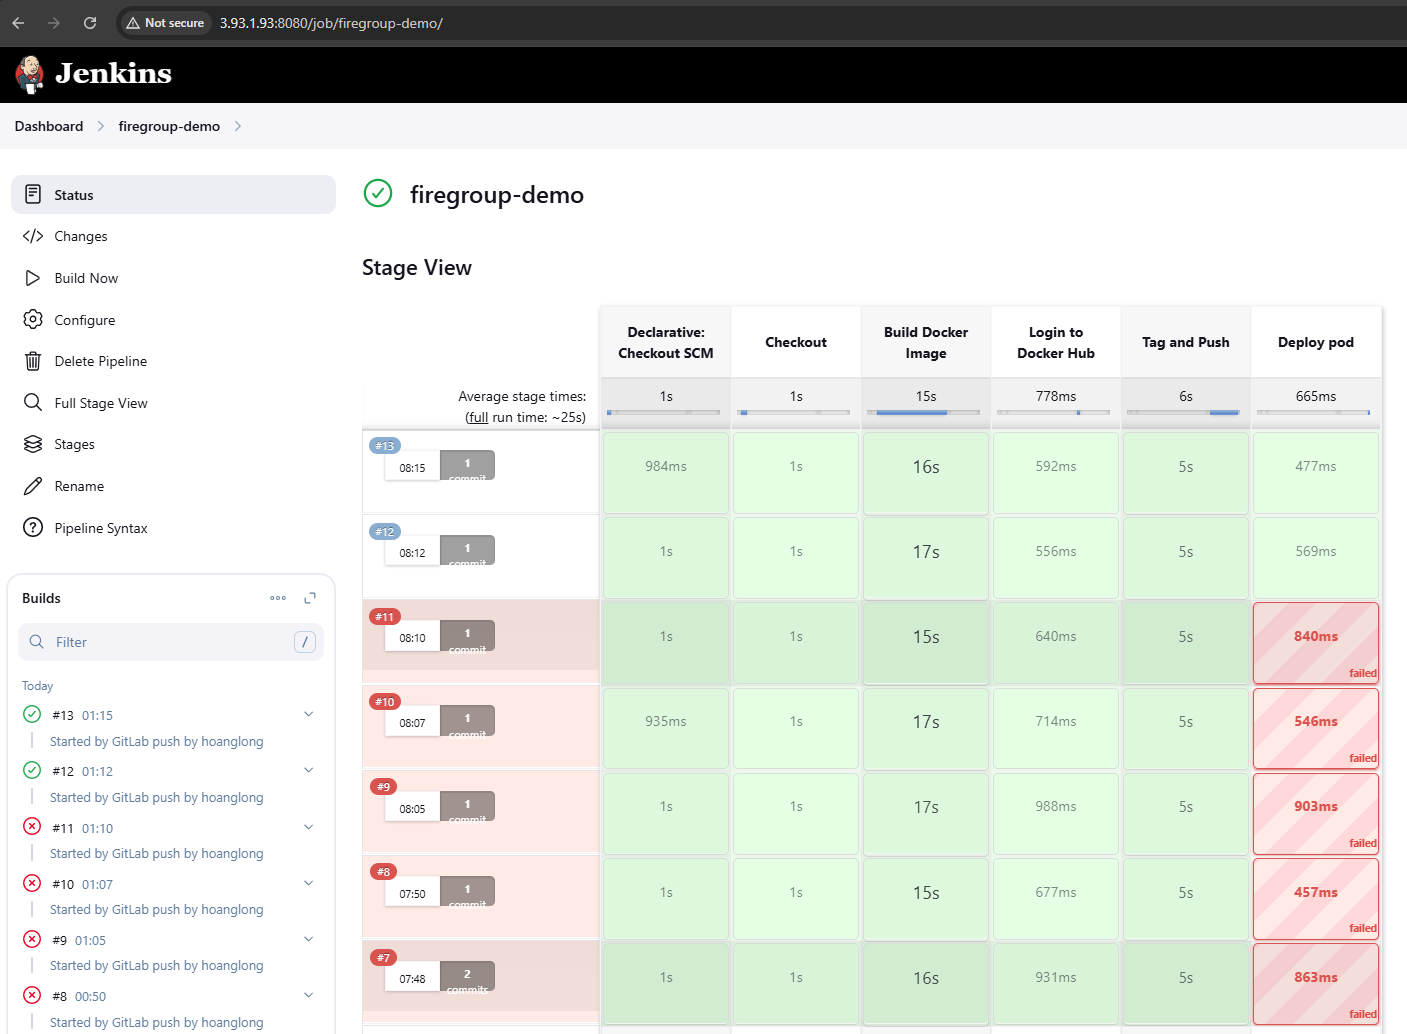 Not secure
3.93.1.93:8080/job/firegroup-demo/
Jenkins
Dashboard
firegroup-demo
Status
Changes
Build Now
Configure
Delete Pipeline
Full Stage View
Stages
Rename
Pipeline Syntax
Builds
Filter
/
Today
#13 01:15
Started by GitLab push by hoanglong
#12 01:12
Started by GitLab push by hoanglong
#11 01:10
Started by GitLab push by hoanglong
#10 01:07
Started by GitLab push by hoanglong
#9 01:05
Started by GitLab push by hoanglong
#8 00:50
Started by GitLab push by hoanglong
firegroup-demo
Stage View
Declarative:
Checkout SCM
Checkout
Build Docker
Image
Login to
Docker Hub
Tag and Push
Deploy pod
Average stage times:
(full run time: ~25s)
1s
1s
15s
778ms
6s
665ms
#13
08:15
1
commit
984ms
1s
16s
592ms
5s
477ms
#12
08:12
1
commit
1s
1s
17s
556ms
5s
569ms
#11
08:10
1
commit
1s
1s
15s
640ms
5s
840ms
failed
#10
08:07
1
commit
935ms
1s
17s
714ms
5s
546ms
failed
#9
08:05
1
commit
1s
1s
17s
988ms
5s
903ms
failed
#8
07:50
1
commit
1s
1s
15s
677ms
5s
457ms
failed
#7
07:48
2
commits
1s
1s
16s
931ms
5s
863ms
failed